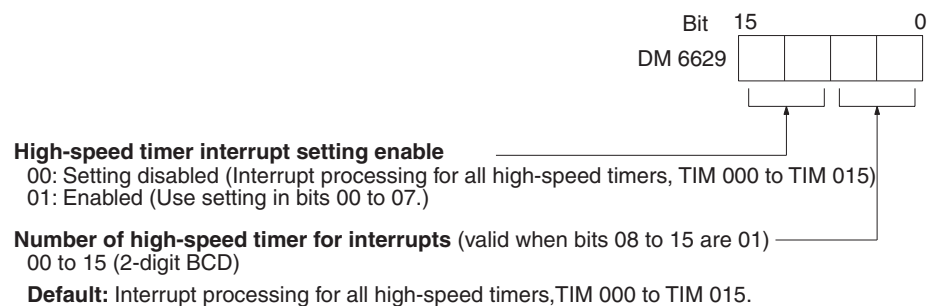 Bit 15 0
DM 6629
High-speed timer interrupt setting enable
00: Setting disabled (Interrupt processing for all high-speed timers, TIM 000 to TIM 015)
01: Enabled (Use setting in bits 00 to 07.)
Number of high-speed timer for interrupts (valid when bits 08 to 15 are 01)
00 to 15 (2-digit BCD)
Default: Interrupt processing for all high-speed timers,TIM 000 to TIM 015.